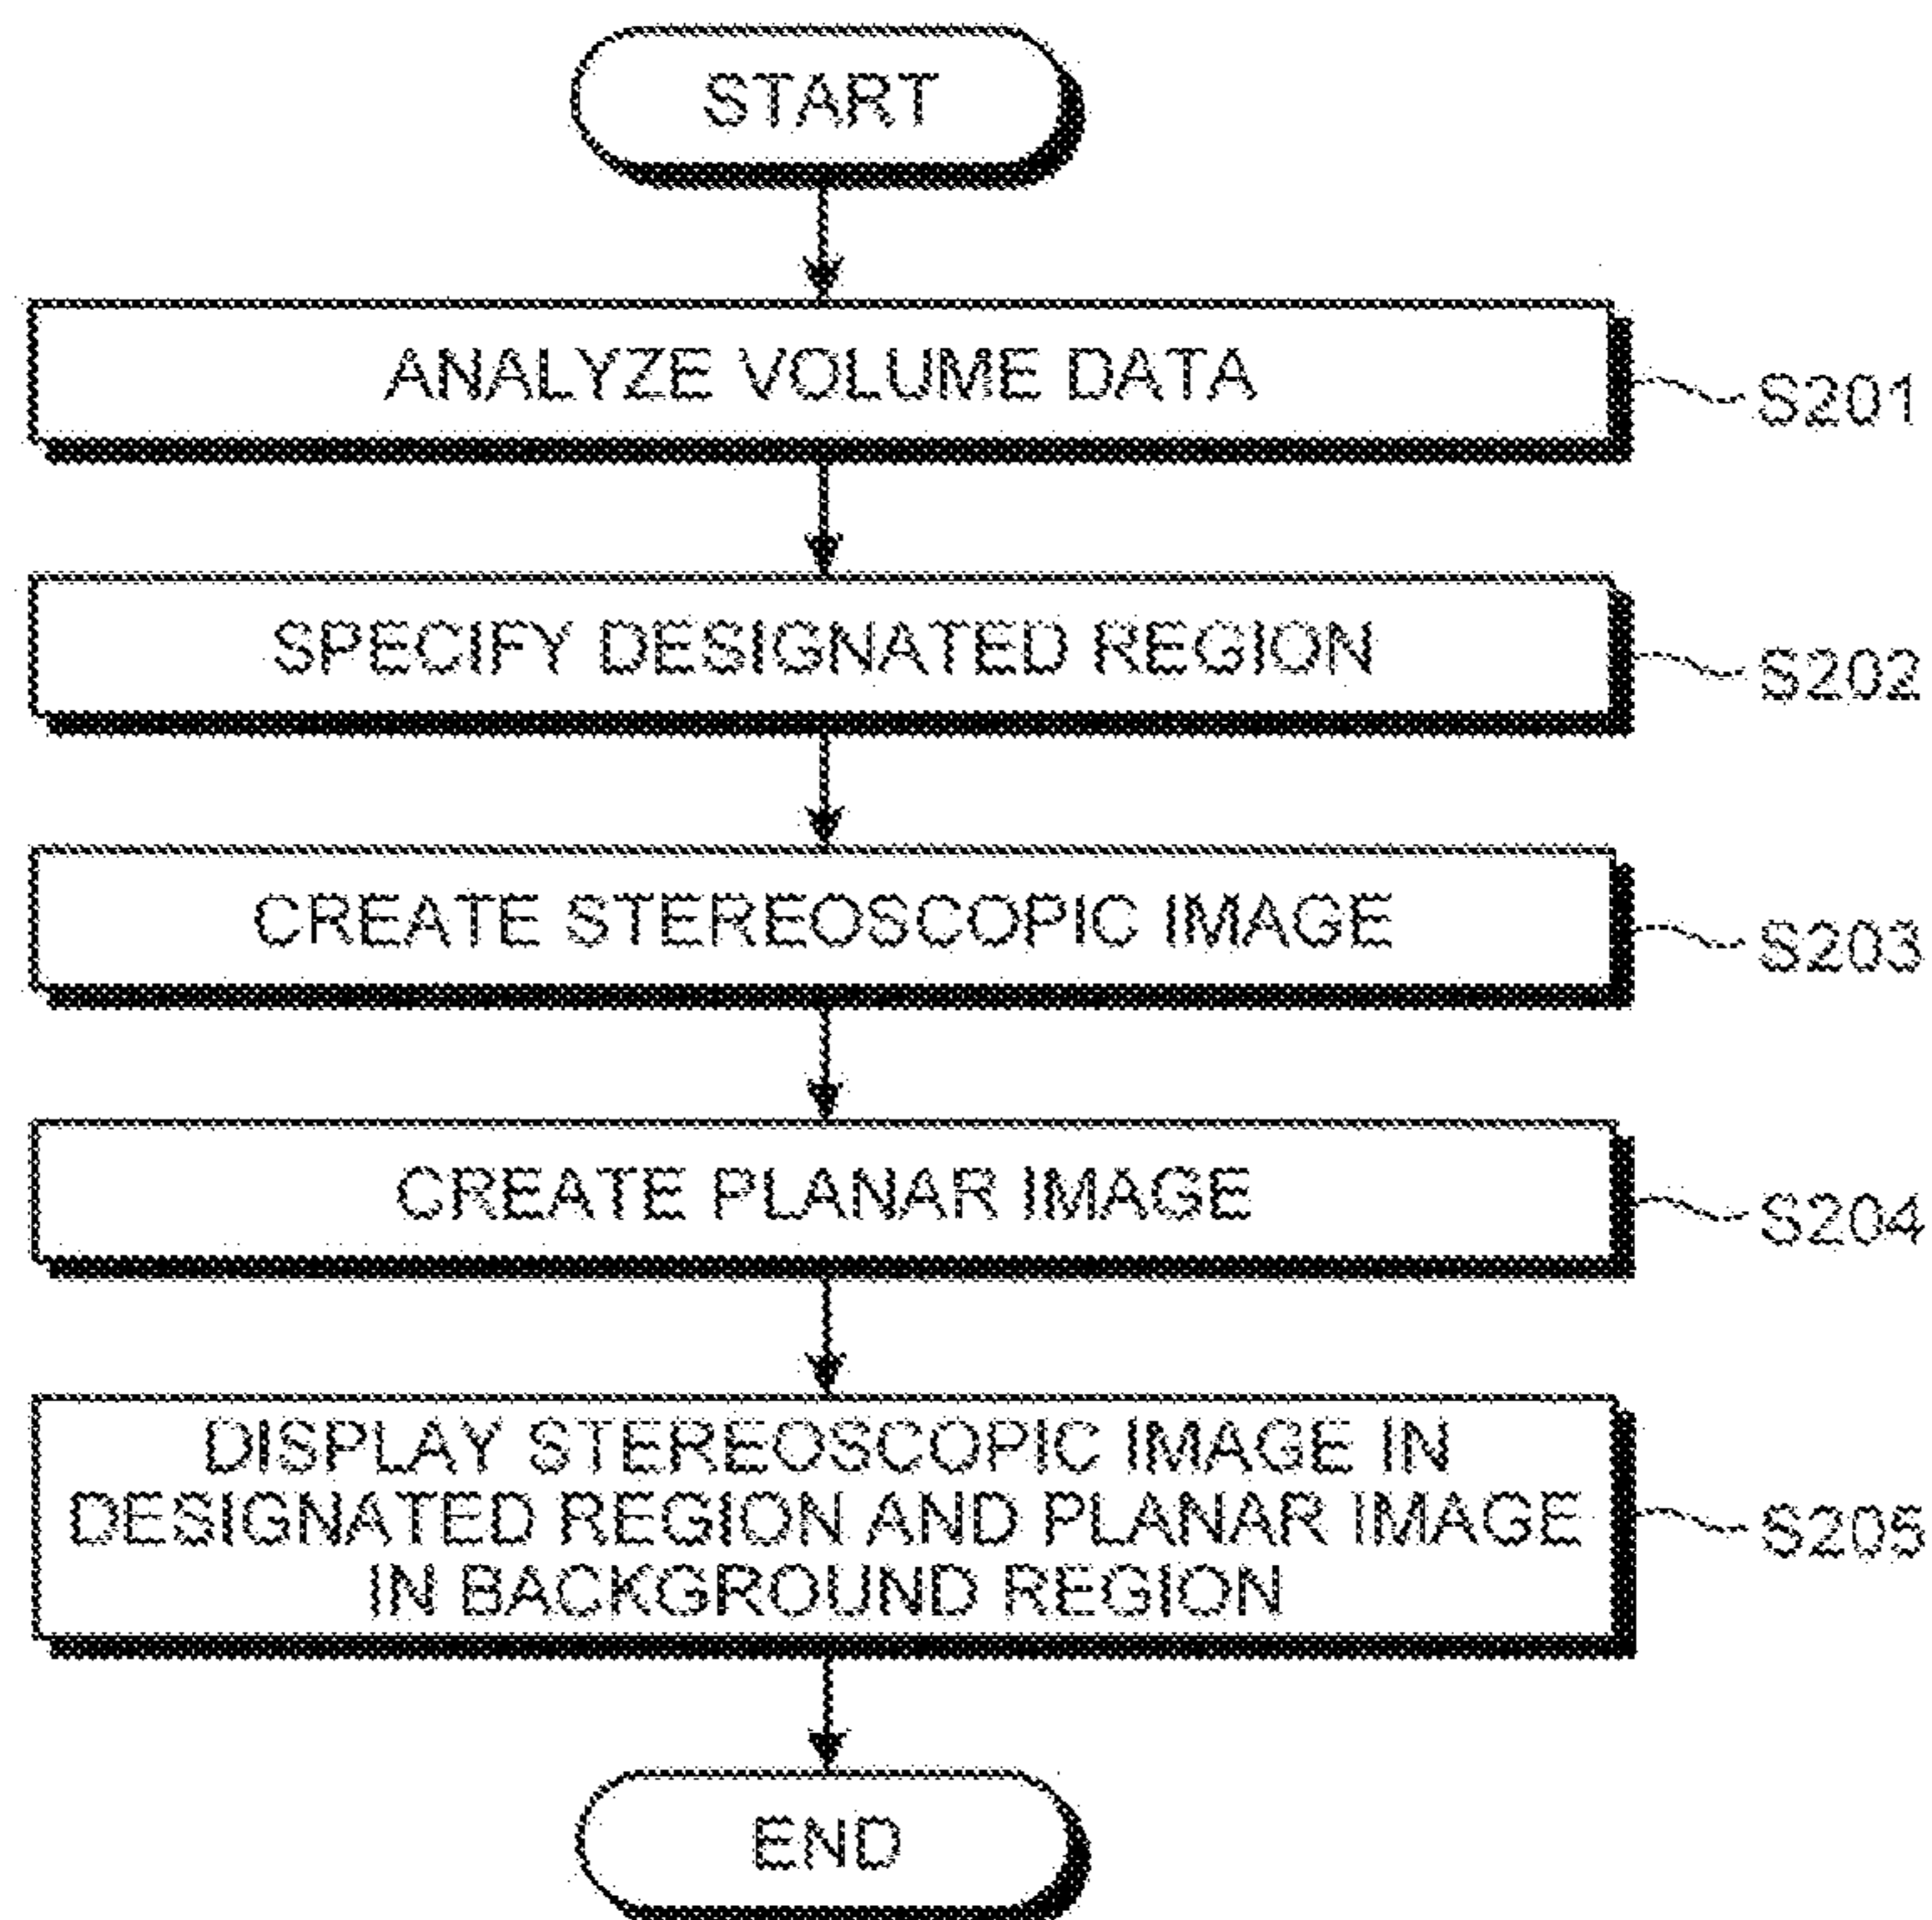 START
ANALYZE VOLUME DATA
S201
SPECIFY DESIGNATED REGION
S202
CREATE STEREOSCOPIC IMAGE
S203
CREATE PLANAR IMAGE
S204
DISPLAY STEREOSCOPIC IMAGE IN
DESIGNATED REGION AND PLANAR IMAGE
IN BACKGROUND REGION
S205
END